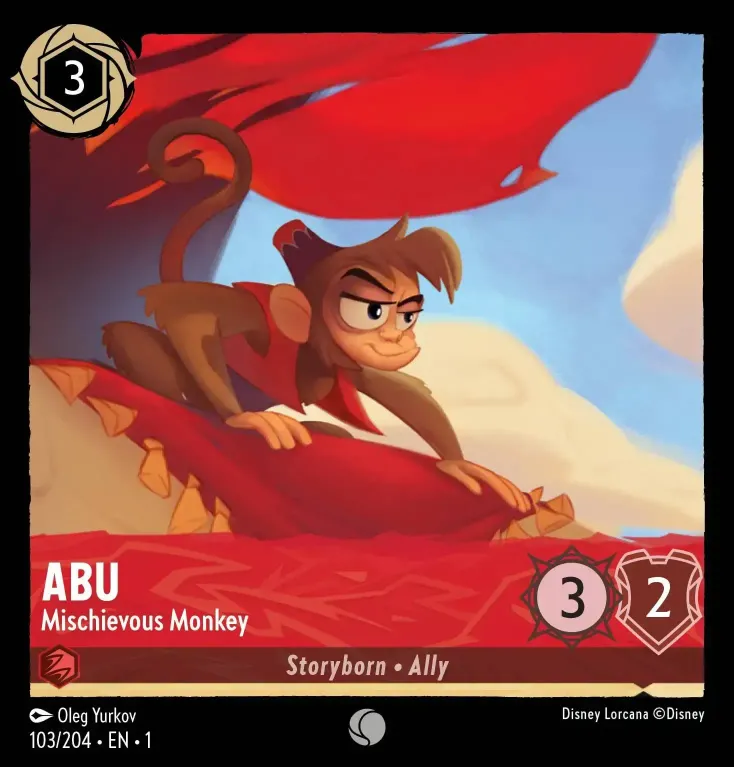 3
ABU
Mischievous Monkey
3
2
Storyborn • Ally
Oleg Yurkov
Disney Lorcana ©Disney
103/204 • EN • 1